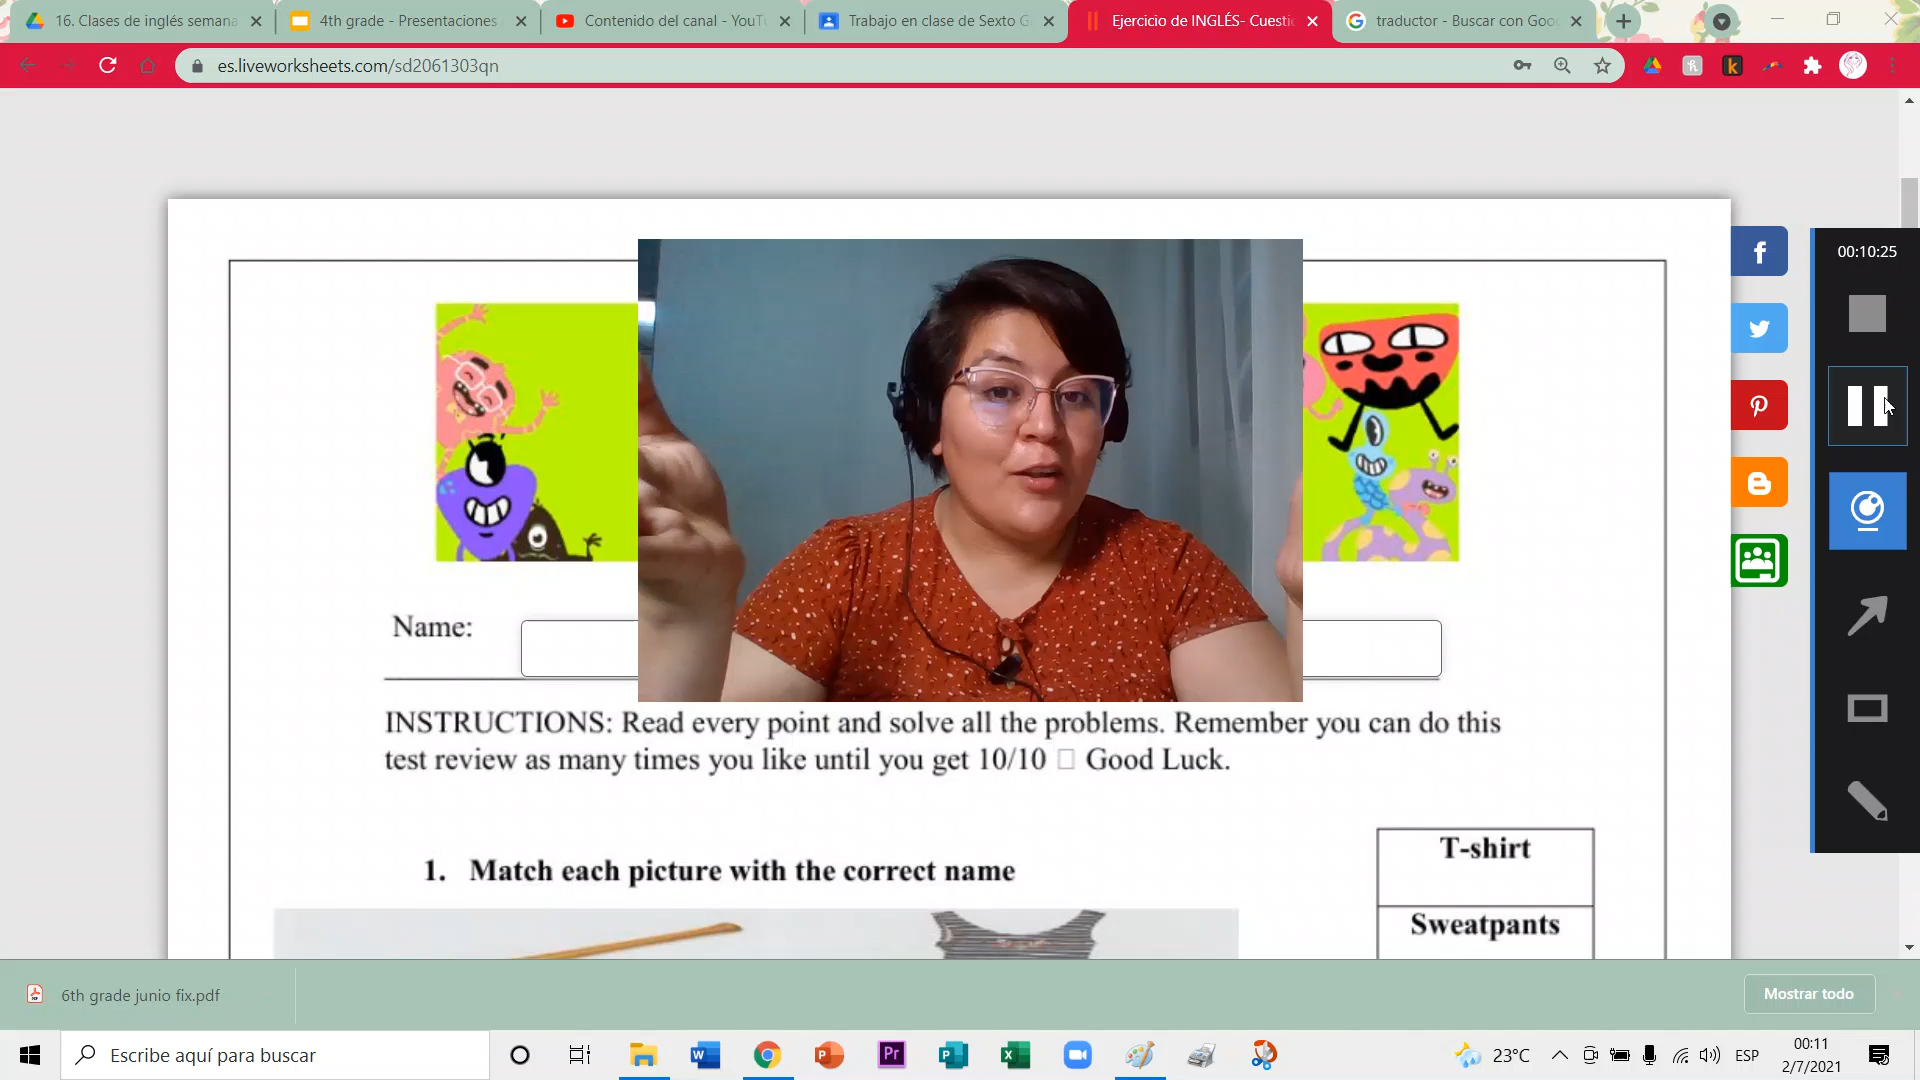 16. Clases de inglés semana
4th grade - Presentaciones
Contenido del canal - YouTu
Trabajo en clase de Sexto G
Ejercicio de INGLÉS- Cuesti
traductor - Buscar con Goo
es.liveworksheets.com/sd2061303qn
00:10:25
Name:
INSTRUCTIONS: Read every point and solve all the problems. Remember you can do this
test review as many times you like until you get 10/10 □ Good Luck.
1. Match each picture with the correct name
T-shirt
Sweatpants
6th grade junio fix.pdf
Mostrar todo
Escribe aquí para buscar
23°C
ESP
00:11
2/7/2021